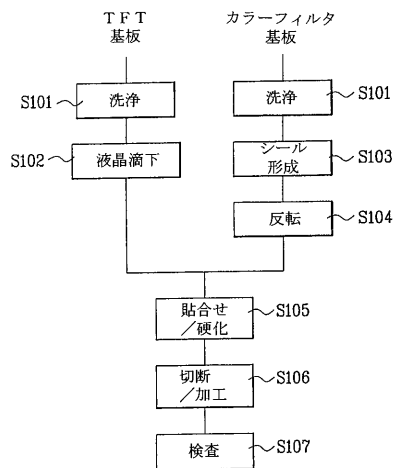 TFT
基板
カラーフィルタ
基板
S101
洗浄
洗浄
S101
S102
液晶滴下
シール
形成
S103
反転
S104
貼合せ
/硬化
S105
切断
/加工
S106
検査
S107